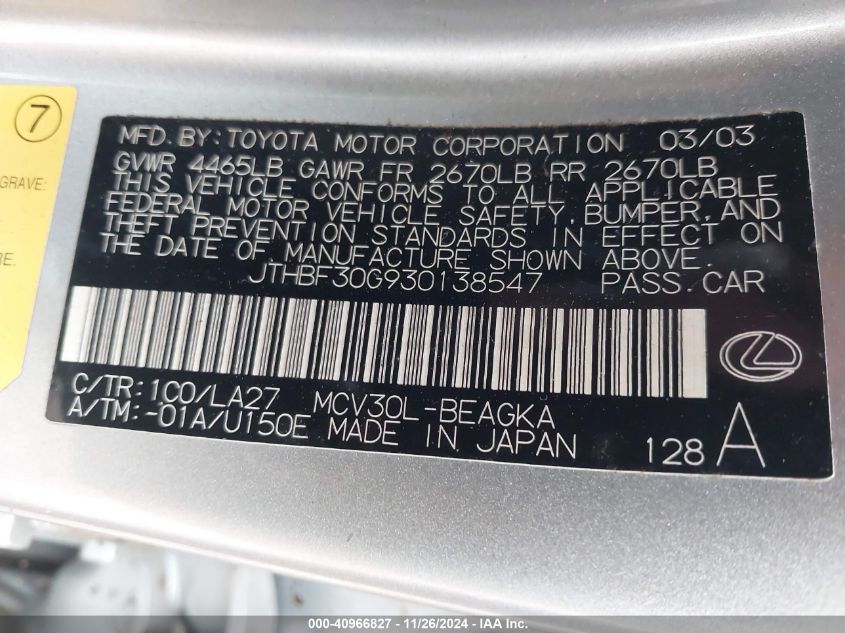 7
GRAVE:
RE.
MFD. BY: TOYOTA MOTOR CORPORATION 03/03
GVWR 4465LB GAWR FR 2670LB RR 2670LB
THIS VEHICLE CONFORMS TO ALL APPLICABLE
FEDERAL MOTOR VEHICLE SAFETY, BUMPER, AND
THEFT PREVENTION STANDARDS IN EFFECT ON
THE DATE OF MANUFACTURE SHOWN ABOVE.
JTHBF30G930138547 PASS. CAR
C/TR: 1C0/LA27 MCV30L-BEAGKA
A/TM: -01A/U150E MADE IN JAPAN
128 A
000-40966827 - 11/26/2024 - IAA Inc.